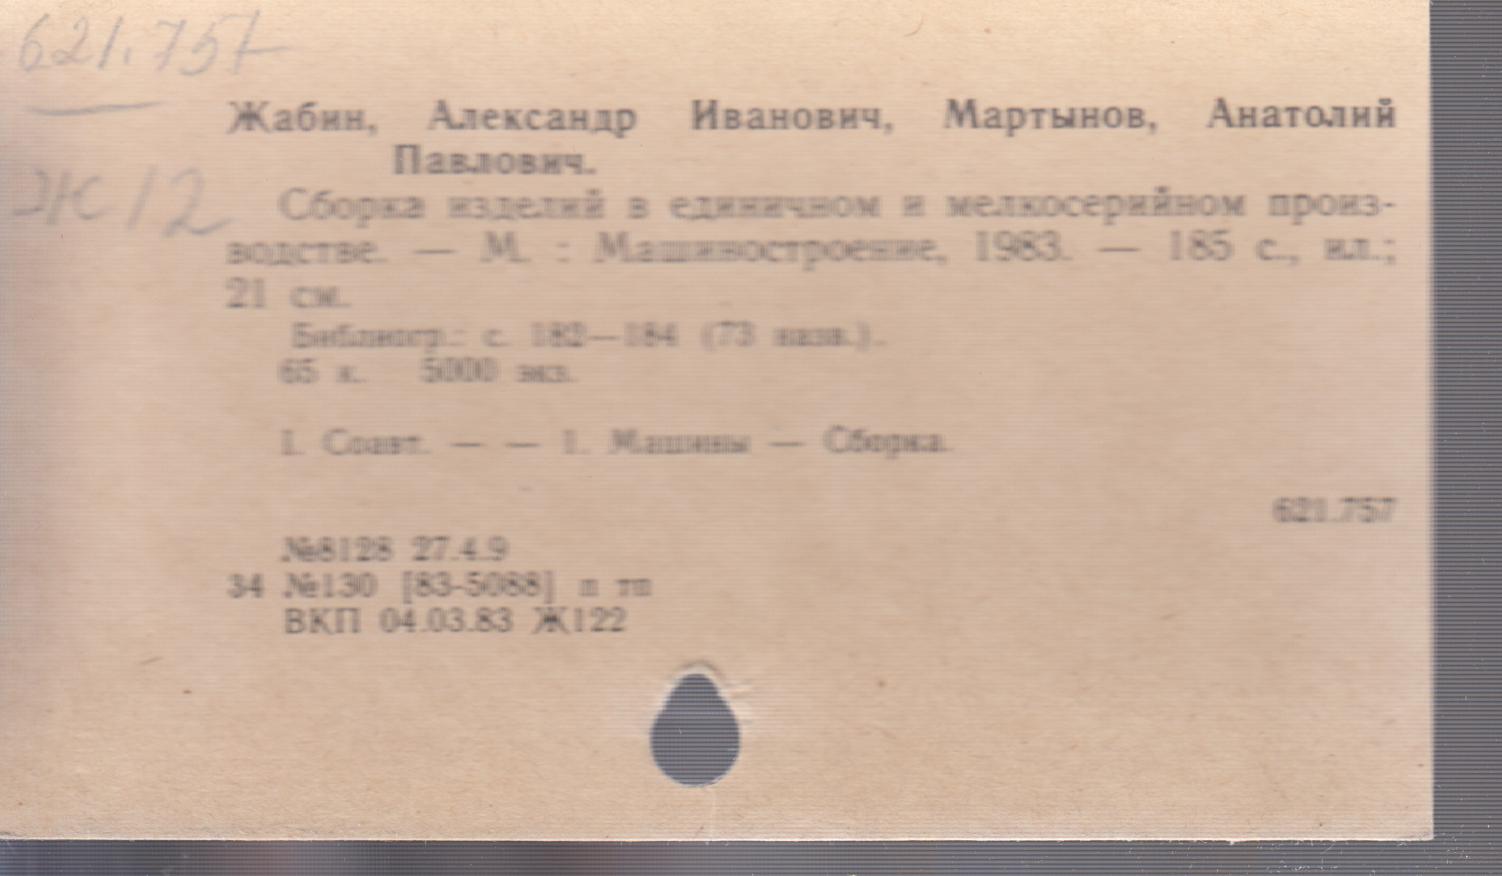 621.757
Жабин, Александр Иванович, Мартынов, Анатолий
Павлович.
Ж12
Сборка изделий в единичном и мелкосерийном произ-
водстве. — М. : Машиностроение, 1983. — 185 с., ил.;
21 см.
Библиогр.: с. 182—184 (73 назв.).
65 к. 5000 экз.
I. Соавт. — — 1. Машины — Сборка.
621.757
№8128 27.4.9
34 №130 [83-5088] п тп
ВКП 04.03.83 Ж122